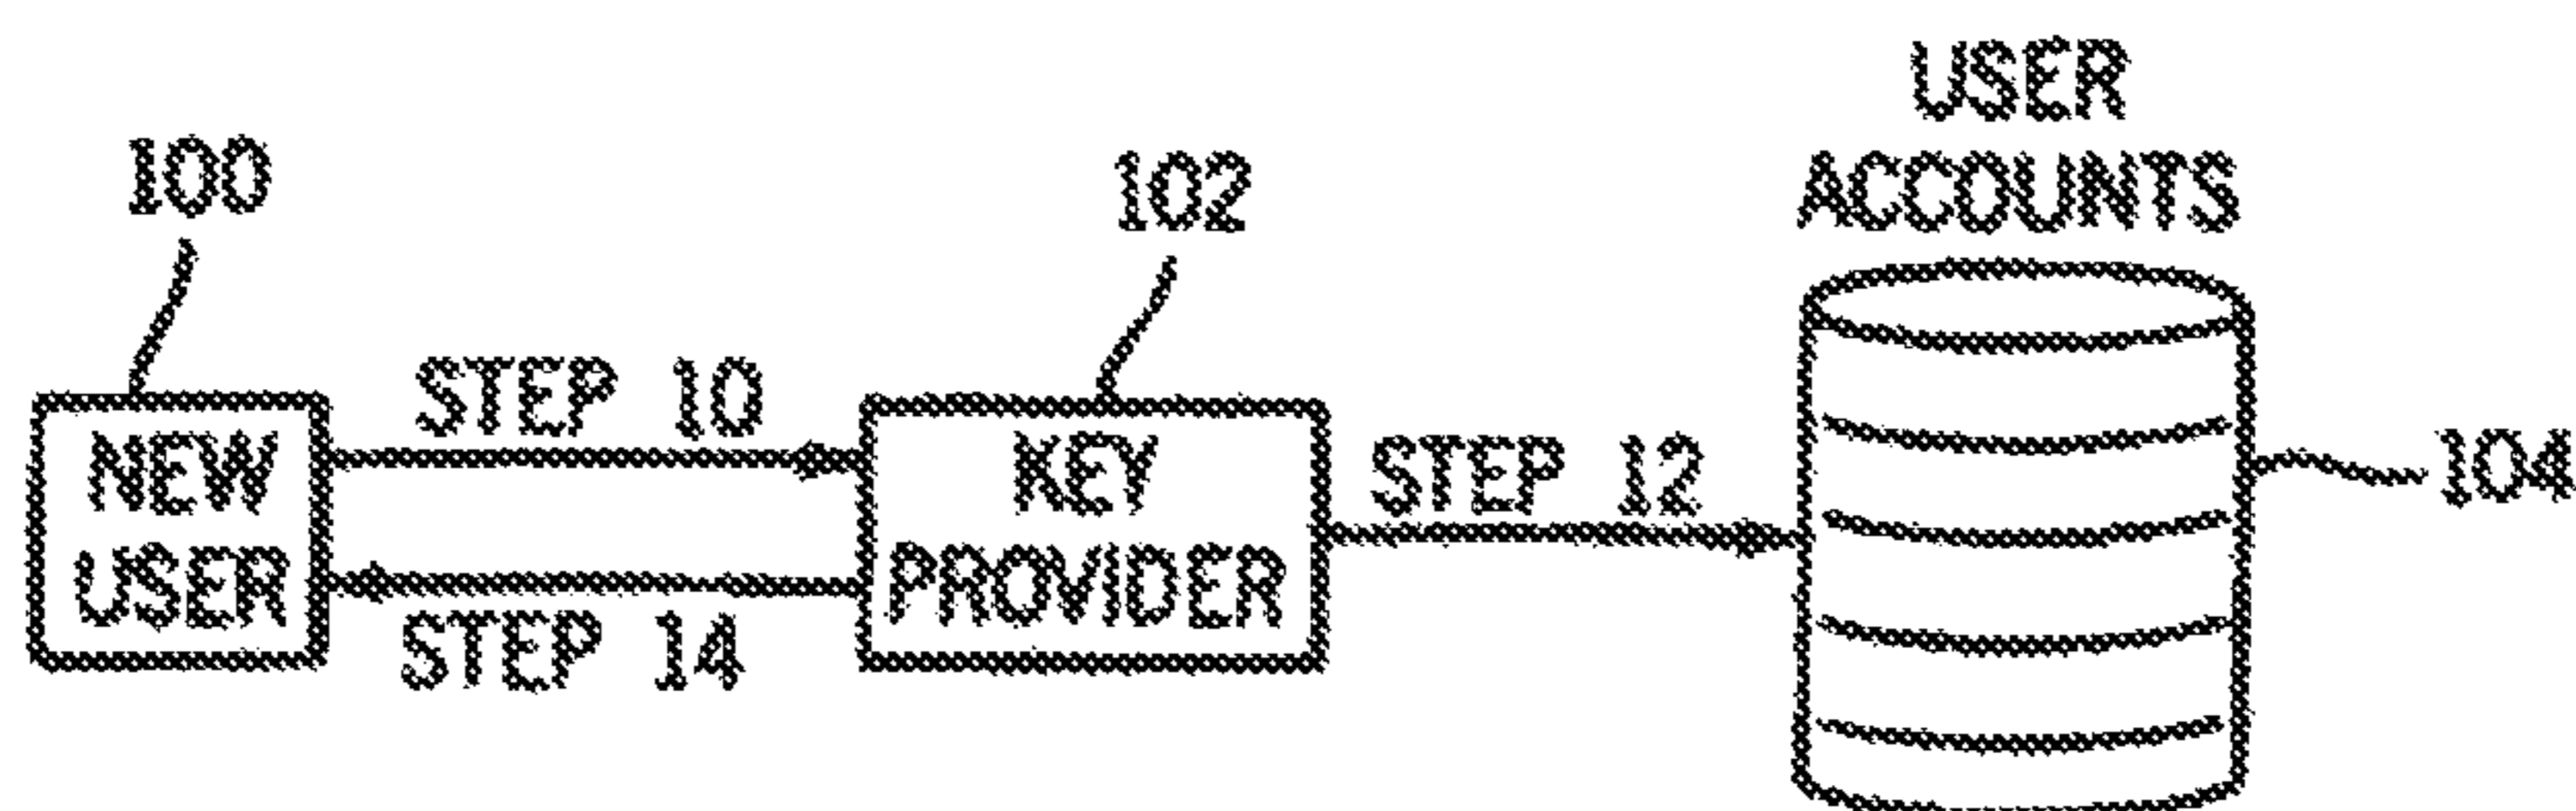 USER
ACCOUNTS
100
102
STEP 10
NEW
USER
KEY
PROVIDER
STEP 12
104
STEP 14